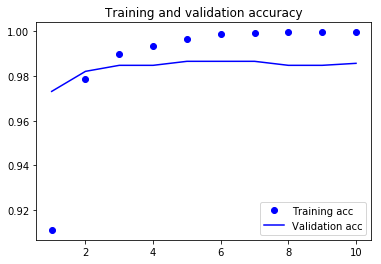 Training and validation accuracy
1.00
0.98
0.96
0.94
0.92
Training acc
Validation acc
2 4 6 8 10